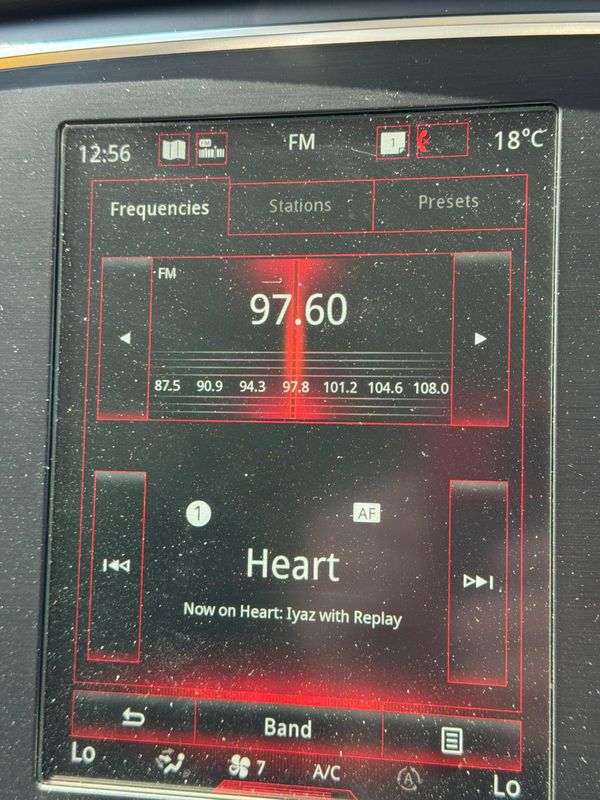 12:56 FM FM 1 18°C
Frequencies Stations Presets
FM
97.60
87.5 90.9 94.3 97.8 101.2 104.6 108.0
1 AF
Heart
Now on Heart: Iyaz with Replay
Band
Lo 7 A/C A Lo